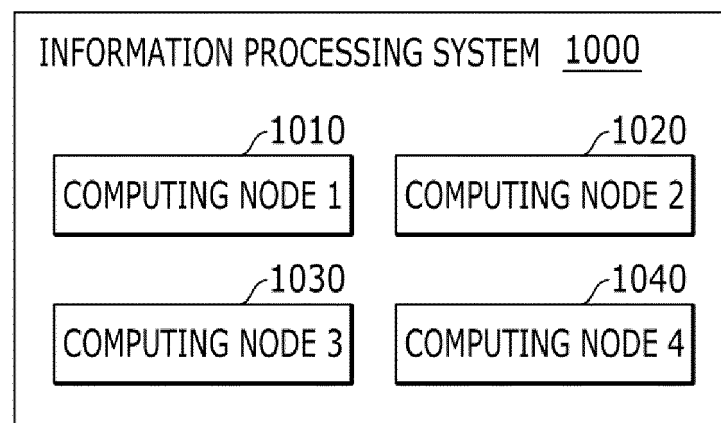 INFORMATION PROCESSING SYSTEM 1000
1010
COMPUTING NODE 1
1020
COMPUTING NODE 2
1030
COMPUTING NODE 3
1040
COMPUTING NODE 4